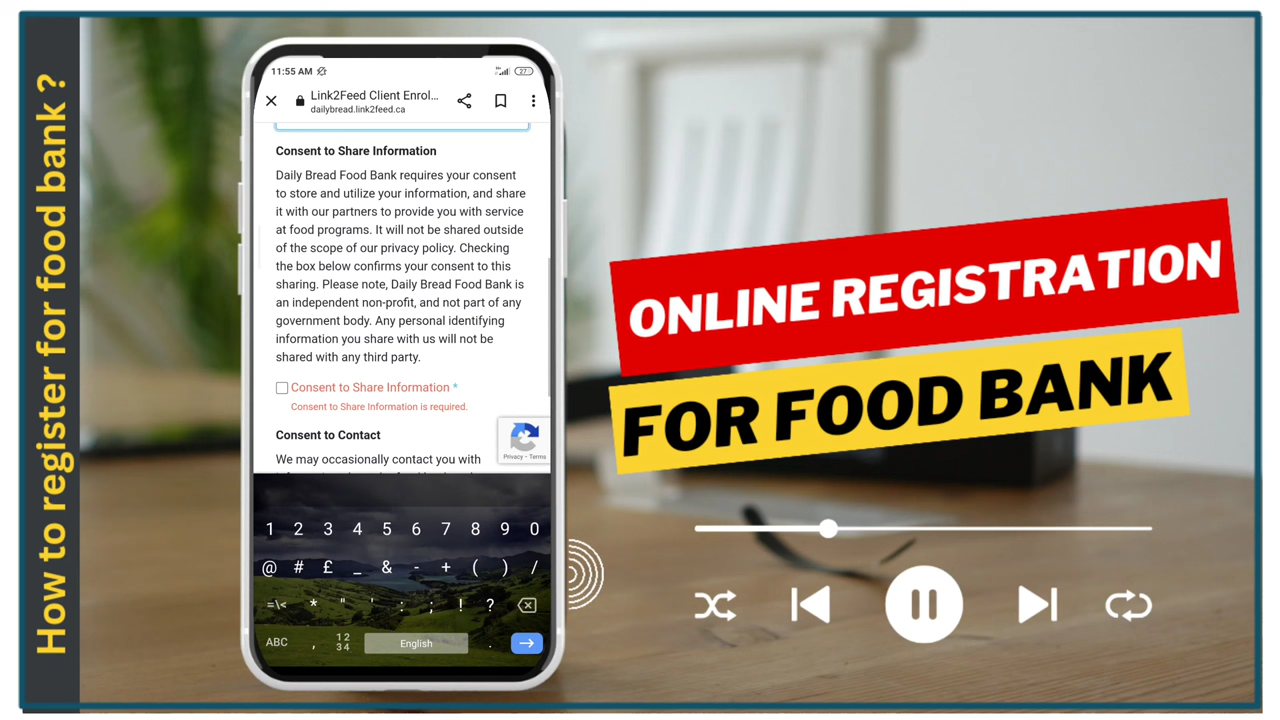 How to register for food bank ?
11:55 AM
27
Link2Feed Client Enrol...
dailybread.link2feed.ca
Consent to Share Information
Daily Bread Food Bank requires your consent
to store and utilize your information, and share
it with our partners to provide you with service
at food programs. It will not be shared outside
of the scope of our privacy policy. Checking
the box below confirms your consent to this
sharing. Please note, Daily Bread Food Bank is
an independent non-profit, and not part of any
government body. Any personal identifying
information you share with us will not be
shared with any third party.
Consent to Share Information *
Consent to Share Information is required.
Consent to Contact
We may occasionally contact you with
Privacy - Terms
1 2 3 4 5 6 7 8 9 0
@ # £ _ & - + ( ) /
=\< * " ' : ; ! ?
ABC , 12 34 English .
ONLINE REGISTRATION
FOR FOOD BANK